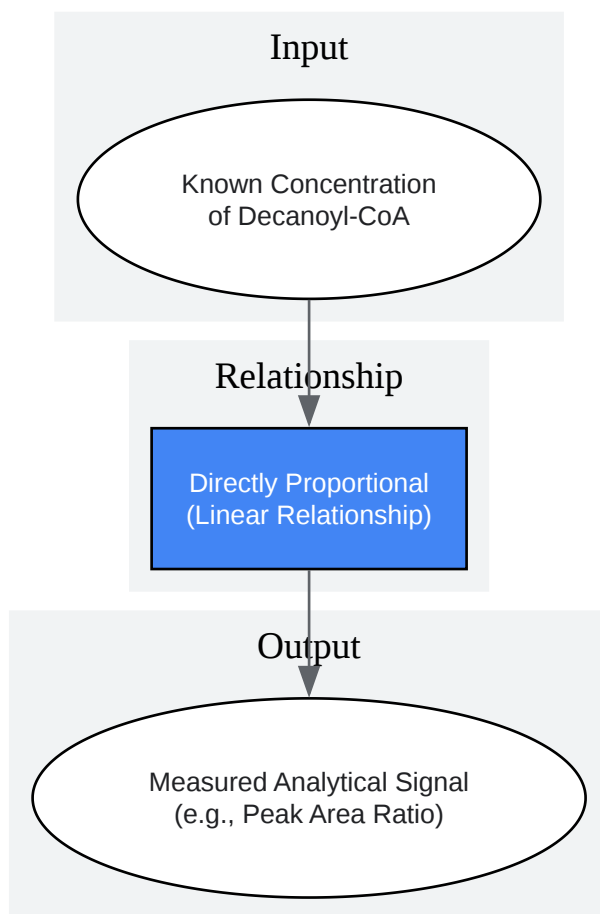 Input
Known Concentration
of Decanoyl-CoA
Relationship
Directly Proportional
(Linear Relationship)
Output
Measured Analytical Signal
(e.g., Peak Area Ratio)